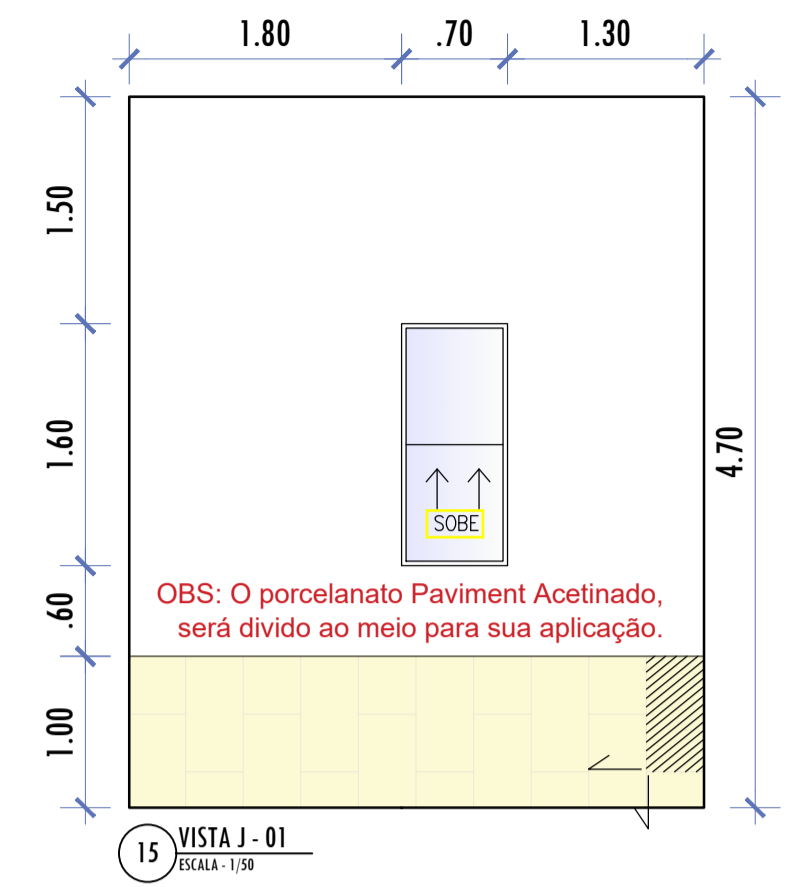 1.80 .70 1.30
1.50
1.60
4.70
SOBE
OBS: O porcelanato Paviment Acetinado,
será divido ao meio para sua aplicação.
.60
1.00
15 VISTA J - 01
ESCALA - 1/50